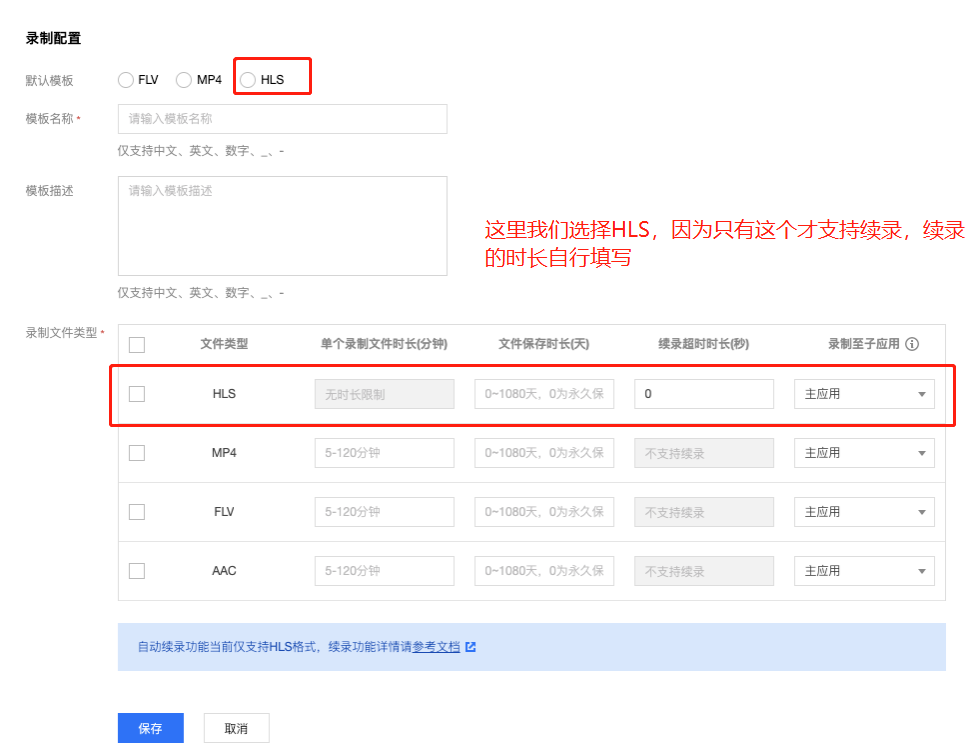 录制配置
默认模板 FLV MP4 HLS
模板名称 * 请输入模板名称
仅支持中文、英文、数字、_、-
模板描述 请输入模板描述
这里我们选择HLS，因为只有这个才支持续录，续录
的时长自行填写
仅支持中文、英文、数字、_、-
录制文件类型 * 文件类型 单个录制文件时长(分钟) 文件保存时长(天) 续录超时时长(秒) 录制至子应用
HLS 无时长限制 0~1080天，0为永久保 0 主应用
MP4 5-120分钟 0~1080天，0为永久保 不支持续录 主应用
FLV 5-120分钟 0~1080天，0为永久保 不支持续录 主应用
AAC 5-120分钟 0~1080天，0为永久保 不支持续录 主应用
自动续录功能当前仅支持HLS格式，续录功能详情请参考文档
保存 取消